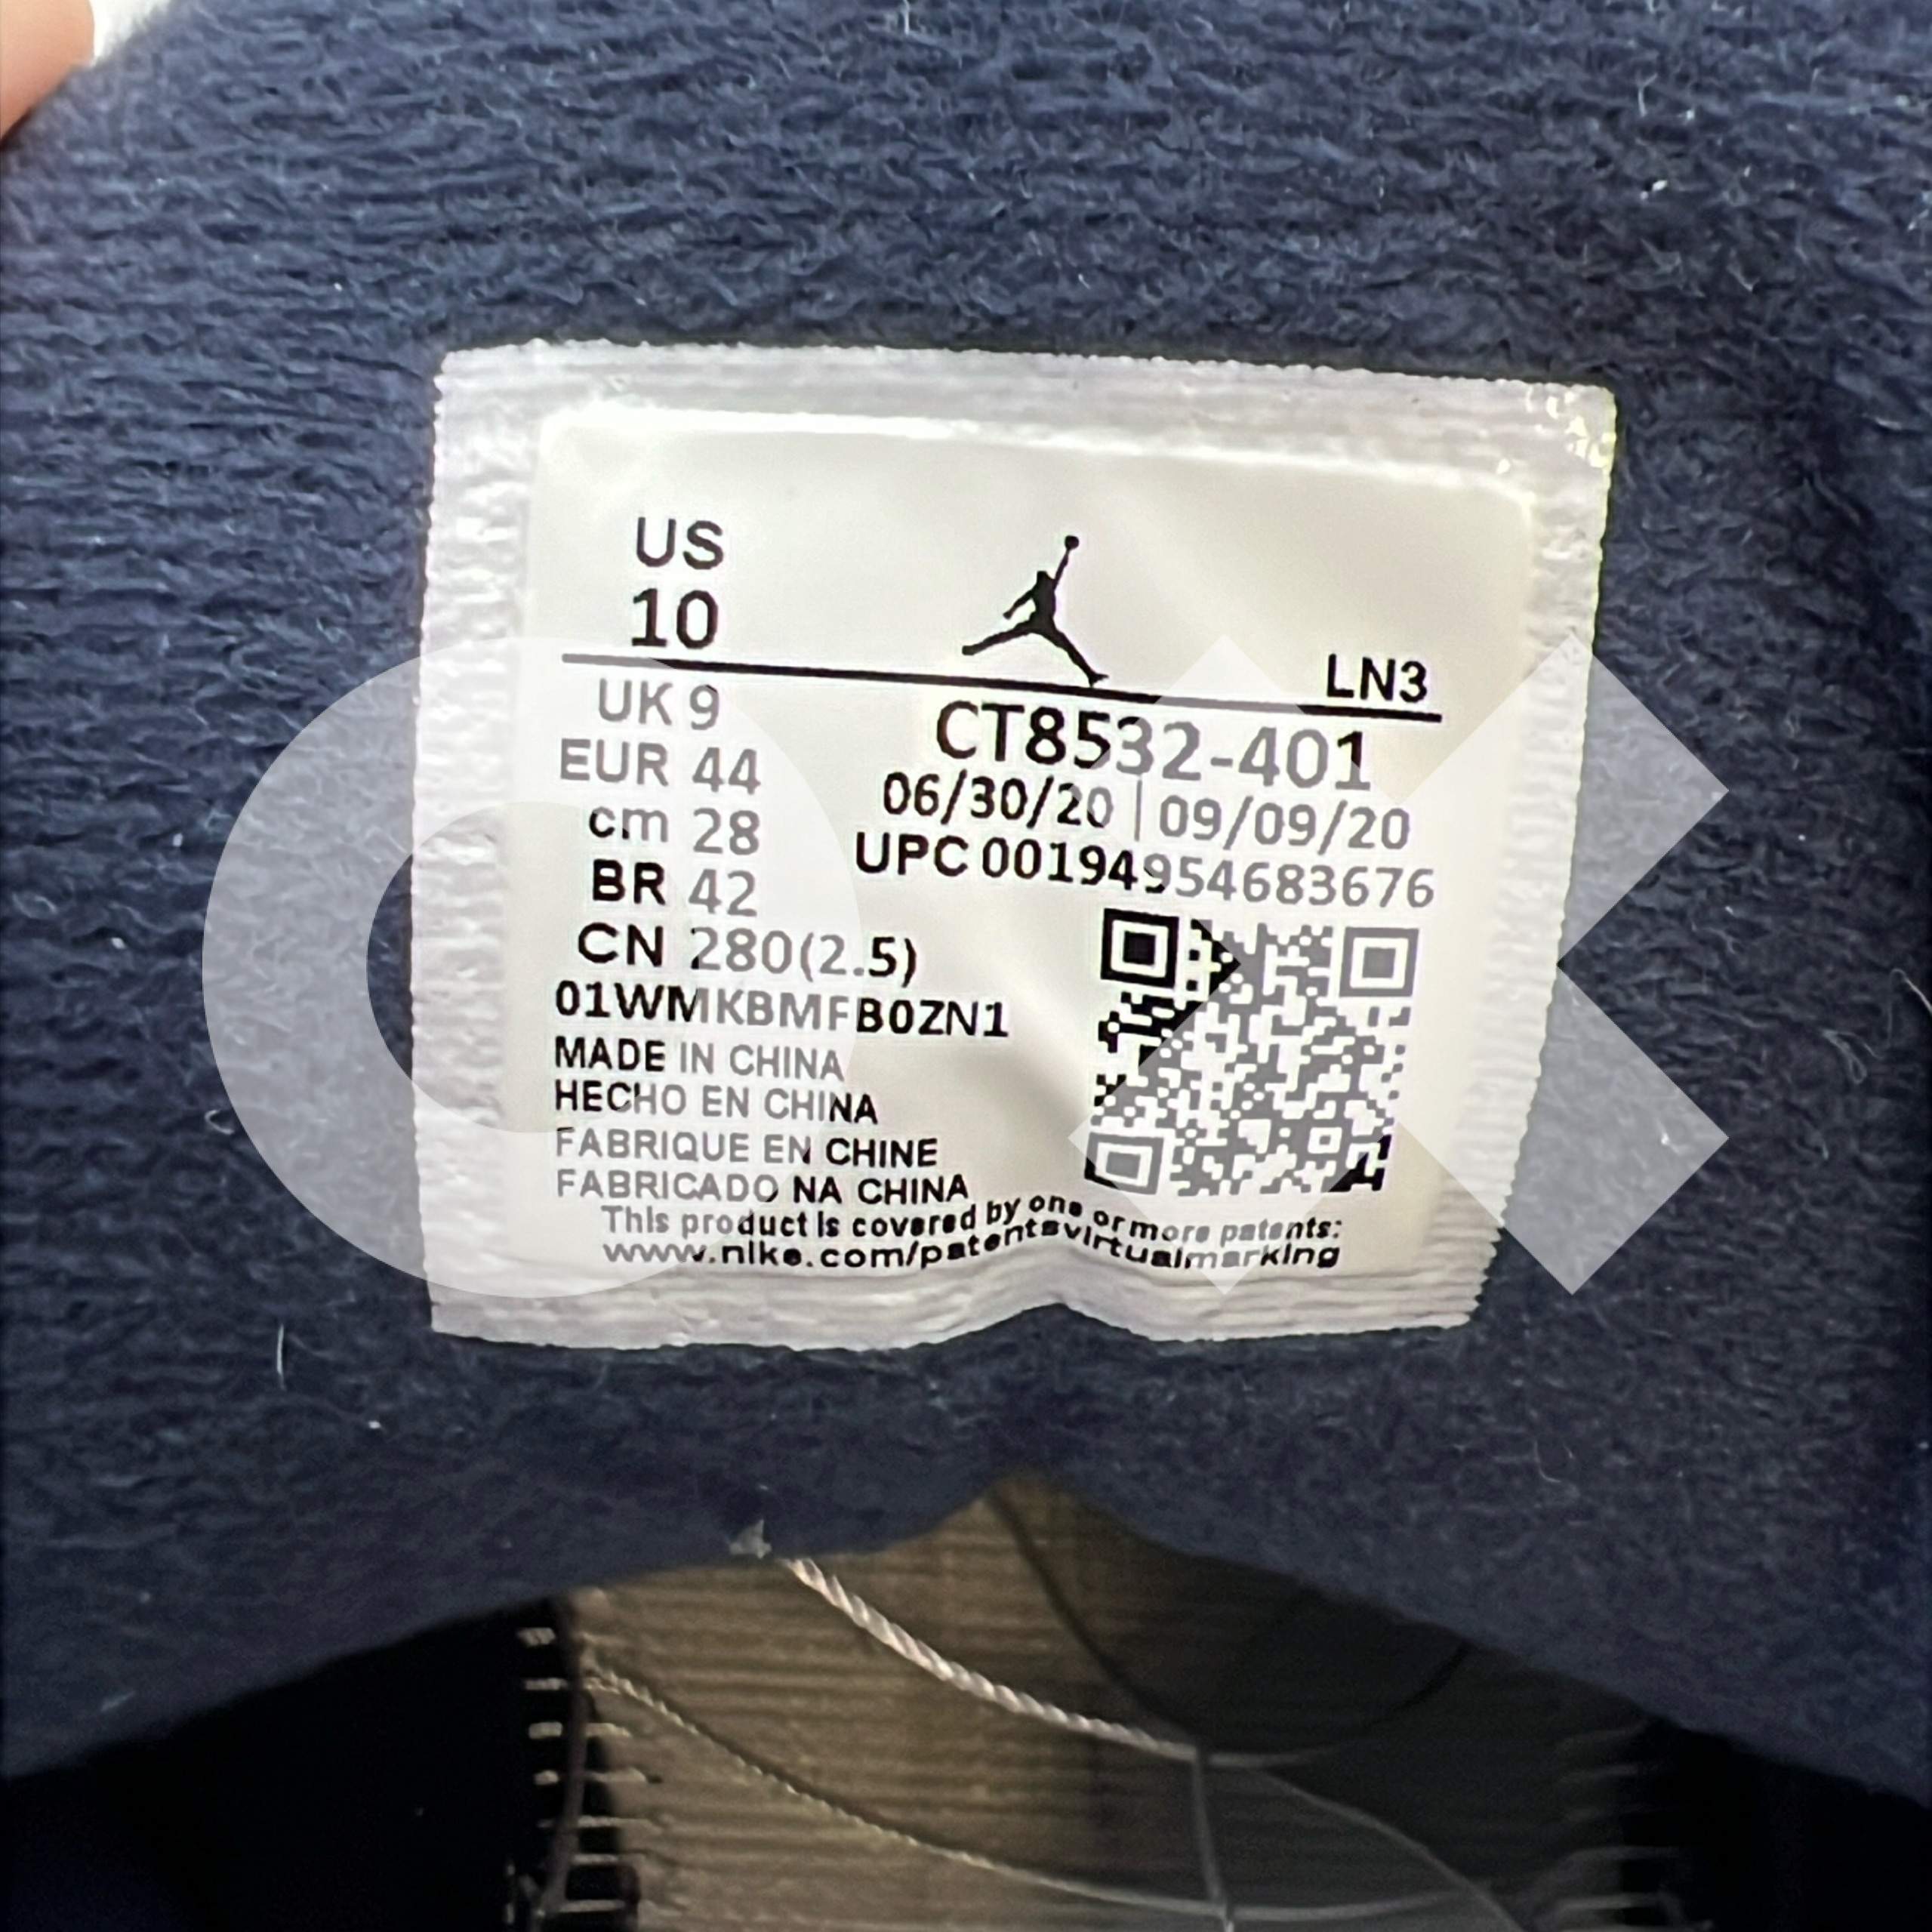 US
10
LN3
UK 9
EUR 44
cm 28
BR 42
CN 280(2.5)
CT8532-401
06/30/20 | 09/09/20
UPC 00194954683676
01WMKBMFB0ZN1
MADE IN CHINA
HECHO EN CHINA
FABRIQUE EN CHINE
FABRICADO NA CHINA
This product is covered by one or more patents:
www.nike.com/patentsvirtualmarking
CK